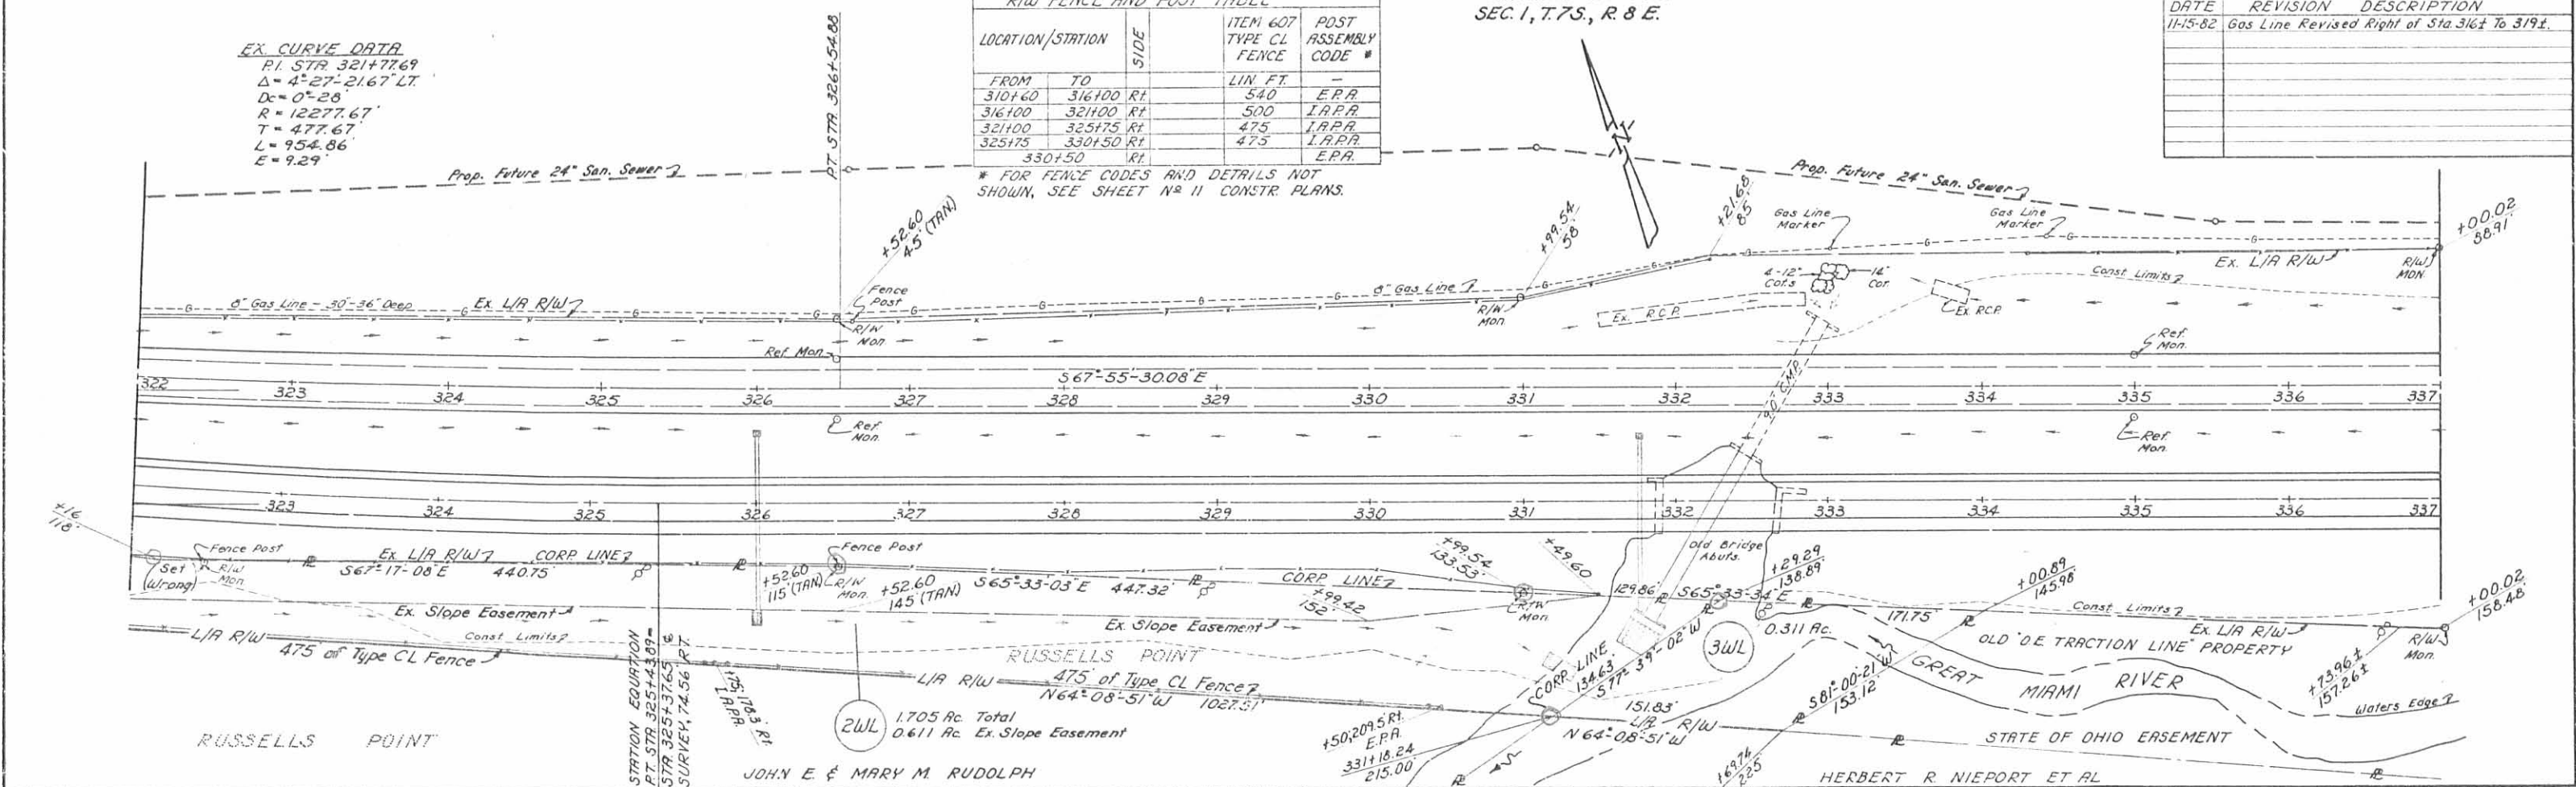 EX. CURVE DATA
P.I. STA. 321+77.69
Δ = 4°-27'-21.67" LT.
Dc = 0°-28'
R = 12277.67'
T = 477.67'
L = 954.86'
E = 9.29'
P.T. STA. 326+54.88
R/W FENCE AND POST TABLE
LOCATION/STATION SIDE ITEM 607 TYPE CL FENCE POST ASSEMBLY CODE *
FROM TO LIN. FT. —
310+60 316+00 Rt. 540 E.P.A.
316+00 321+00 Rt. 500 I.A.P.A.
321+00 325+75 Rt. 475 I.A.P.A.
325+75 330+50 Rt. 475 I.A.P.A.
330+50 Rt. E.P.A.
* FOR FENCE CODES AND DETAILS NOT
SHOWN, SEE SHEET Nº 11 CONSTR. PLANS.
SEC. 1, T. 7 S., R. 8 E.
N
DATE REVISION DESCRIPTION
11-15-82 Gas Line Revised Right of Sta. 316± To 319±.
Prop. Future 24" San. Sewer
Prop. Future 24" San. Sewer
+52.60
45' (TAN)
+99.54
58'
+21.68
85'
Gas Line
Marker
Gas Line
Marker
+00.02
88.91'
8" Gas Line - 30"-36" Deep
Ex. L/A R/W
Fence
Post
R/W
Mon.
8" Gas Line
R/W
Mon.
4-12"
Cot.s
14"
Cot.
Ex. R.C.P.
Ex. R.C.P.
Const. Limits
Ex. L/A R/W
R/W
MON.
Ref. Mon.
Ref.
Mon.
S 67°-55'-30.08" E
322 323 324 325 326 327 328 329 330 331 332 333 334 335 336 337
Ref.
Mon.
Ref.
Mon.
323 324 325 326 327 328 329 330 331 332 333 334 335 336 337
+16
118'
Set
(Wrong)
Fence Post
R/W
Mon.
Ex. L/A R/W
CORP. LINE
S 67°-17'-08" E 440.75'
Fence Post
+52.60
115' (TAN)
R/W
Mon.
+52.60
145' (TAN)
S 65°-33'-03" E 447.32'
CORP. LINE
+99.42
152'
+99.54
133.53'
+49.60
R/W
Mon.
Old Bridge
Abuts.
129.86'
S 65°-33'-34" E
+29.29
138.89'
+00.89
145.98'
171.75'
Const. Limits
+00.02
158.48'
Ex. Slope Easement
Const. Limits
Ex. Slope Easement
L/A R/W
475' of Type CL Fence
STATION EQUATION
P.T. STA. 325+43.89=
STA. 325+37.65 ℄
SURVEY, 74.56' RT.
+75, 178.3' Rt.
I.A.P.A.
RUSSELLS POINT
L/A R/W
475' of Type CL Fence
N 64°-08'-51" W 1027.51'
2WL
1.705 Ac. Total
0.611 Ac. Ex. Slope Easement
CORP. LINE
134.63'
S 77°-39'-02" W
3WL
0.311 Ac.
OLD "O.E. TRACTION LINE" PROPERTY
Ex. L/A R/W
R/W
Mon.
GREAT MIAMI RIVER
S 81°-00'-21" W
153.12'
+73.96±
157.26±
Waters Edge
151.83'
L/A R/W
N 64°-08'-51" W
+50, 209.5' Rt.
E.P.A.
331+18.24
215.00'
STATE OF OHIO EASEMENT
RUSSELLS POINT
JOHN E. & MARY M. RUDOLPH
+69.74
225'
HERBERT R. NIEPORT ET AL